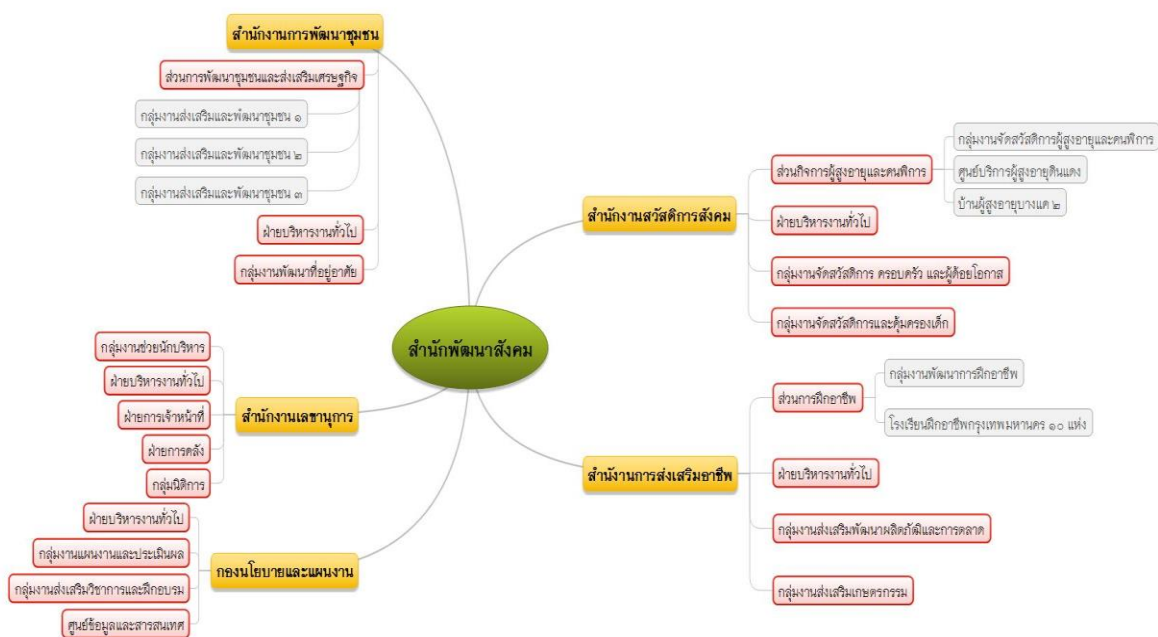 สำนักงานการพัฒนาชุมชน
ส่วนการพัฒนาชุมชนและส่งเสริมเศรษฐกิจ
กลุ่มงานส่งเสริมและพัฒนาชุมชน ๑
กลุ่มงานส่งเสริมและพัฒนาชุมชน ๒
กลุ่มงานส่งเสริมและพัฒนาชุมชน ๓
ฝ่ายบริหารงานทั่วไป
กลุ่มงานพัฒนาที่อยู่อาศัย
สำนักพัฒนาสังคม
กลุ่มงานช่วยนักบริหาร
ฝ่ายบริหารงานทั่วไป
ฝ่ายการเจ้าหน้าที่
ฝ่ายการคลัง
กลุ่มนิติการ
สำนักงานเลขานุการ
ฝ่ายบริหารงานทั่วไป
กลุ่มงานแผนงานและประเมินผล
กลุ่มงานส่งเสริมวิชาการและฝึกอบรม
ศูนย์ข้อมูลและสารสนเทศ
กองนโยบายและแผนงาน
สำนักงานสวัสดิการสังคม
ส่วนกิจการผู้สูงอายุและคนพิการ
กลุ่มงานจัดสวัสดิการผู้สูงอายุและคนพิการ
ศูนย์บริการผู้สูงอายุดินแดง
บ้านผู้สูงอายุบางแค ๒
ฝ่ายบริหารงานทั่วไป
กลุ่มงานจัดสวัสดิการ ครอบครัว และผู้ด้อยโอกาส
กลุ่มงานจัดสวัสดิการและคุ้มครองเด็ก
สำนังานการส่งเสริมอาชีพ
ส่วนการฝึกอาชีพ
กลุ่มงานพัฒนาการฝึกอาชีพ
โรงเรียนฝึกอาชีพกรุงเทพมหานคร ๑๐ แห่ง
ฝ่ายบริหารงานทั่วไป
กลุ่มงานส่งเสริมพัฒนาผลิตภัฒิและการตลาด
กลุ่มงานส่งเสริมเกษตรกรรม